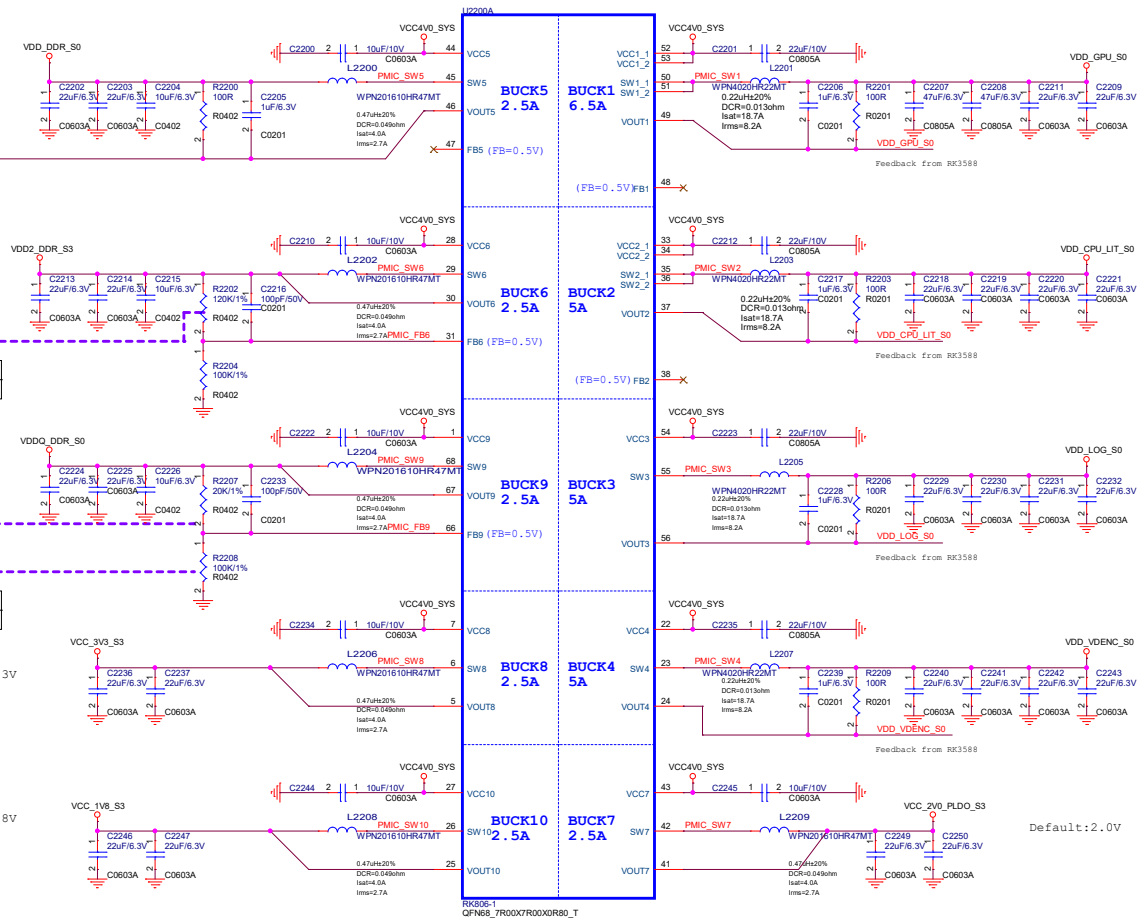 U2200A
VDD_DDR_S0
VCC4V0_SYS
C2200 2 1 10uF/10V
C0603A
44 VCC5
L2200
PMIC_SW5
45 SW5
WPN201610HR47MT
C2202
22uF/6.3V
C0603A
C2203
22uF/6.3V
C0603A
C2204
10uF/6.3V
C0402
R2200
100R
R0402
C2205
1uF/6.3V
C0201
0.47uH±20%
DCR=0.049ohm
Isat=4.0A
Irms=2.7A
46 VOUT5
47 FB5 (FB=0.5V)
BUCK5
2.5A
BUCK1
6.5A
VCC4V0_SYS
52 VCC1_1
53 VCC1_2
C2201 1 2 22uF/10V
C0805A
L2201
50 SW1_1
51 SW1_2
PMIC_SW1
WPN4020HR22MT
0.22uH±20%
DCR=0.013ohm
Isat=18.7A
Irms=8.2A
49 VOUT1
VDD_GPU_S0
C2206
1uF/6.3V
C0201
R2201
100R
R0201
C2207
47uF/6.3V
C0805A
C2208
47uF/6.3V
C0805A
C2211
22uF/6.3V
C0603A
C2209
22uF/6.3V
C0603A
VDD_GPU_S0
Feedback from RK3588
(FB=0.5V) FB1 48
VDD2_DDR_S3
VCC4V0_SYS
C2210 2 1 10uF/10V
C0603A
28 VCC6
L2202
PMIC_SW6
29 SW6
WPN201610HR47MT
C2213
22uF/6.3V
C0603A
C2214
22uF/6.3V
C0603A
C2215
10uF/6.3V
C0402
R2202
120K/1%
R0402
C2216
100pF/50V
C0201
0.47uH±20%
DCR=0.049ohm
Isat=4.0A
Irms=2.7A
30 VOUT6
PMIC_FB6
31 FB6 (FB=0.5V)
R2204
100K/1%
R0402
BUCK6
2.5A
BUCK2
5A
VCC4V0_SYS
33 VCC2_1
34 VCC2_2
C2212 1 2 22uF/10V
C0805A
L2203
35 SW2_1
36 SW2_2
PMIC_SW2
WPN4020HR22MT
0.22uH±20%
DCR=0.013ohm
Isat=18.7A
Irms=8.2A
37 VOUT2
VDD_CPU_LIT_S0
C2217
1uF/6.3V
C0201
R2203
100R
R0201
C2218
22uF/6.3V
C0603A
C2219
22uF/6.3V
C0603A
C2220
22uF/6.3V
C0603A
C2221
22uF/6.3V
C0603A
VDD_CPU_LIT_S0
Feedback from RK3588
(FB=0.5V) FB2 38
VDDQ_DDR_S0
VCC4V0_SYS
C2222 2 1 10uF/10V
C0603A
1 VCC9
L2204
PMIC_SW9
68 SW9
WPN201610HR47MT
C2224
22uF/6.3V
C0603A
C2225
22uF/6.3V
C0603A
C2226
10uF/6.3V
C0402
R2207
20K/1%
R0402
C2233
100pF/50V
C0201
0.47uH±20%
DCR=0.049ohm
Isat=4.0A
Irms=2.7A
67 VOUT9
PMIC_FB9
66 FB9 (FB=0.5V)
R2208
100K/1%
R0402
BUCK9
2.5A
BUCK3
5A
VCC4V0_SYS
54 VCC3
C2223 1 2 22uF/10V
C0805A
L2205
55 SW3
PMIC_SW3
WPN4020HR22MT
0.22uH±20%
DCR=0.013ohm
Isat=18.7A
Irms=8.2A
56 VOUT3
VDD_LOG_S0
C2228
1uF/6.3V
C0201
R2206
100R
R0201
C2229
22uF/6.3V
C0603A
C2230
22uF/6.3V
C0603A
C2231
22uF/6.3V
C0603A
C2232
22uF/6.3V
C0603A
VDD_LOG_S0
Feedback from RK3588
VCC_3V3_S3
3V
VCC4V0_SYS
C2234 2 1 10uF/10V
C0603A
7 VCC8
L2206
PMIC_SW8
6 SW8
WPN201610HR47MT
C2236
22uF/6.3V
C0603A
C2237
22uF/6.3V
C0603A
0.47uH±20%
DCR=0.049ohm
Isat=4.0A
Irms=2.7A
5 VOUT8
BUCK8
2.5A
BUCK4
5A
VCC4V0_SYS
22 VCC4
C2235 1 2 22uF/10V
C0805A
L2207
23 SW4
PMIC_SW4
WPN4020HR22MT
0.22uH±20%
DCR=0.013ohm
Isat=18.7A
Irms=8.2A
24 VOUT4
VDD_VDENC_S0
C2239
1uF/6.3V
C0201
R2209
100R
R0201
C2240
22uF/6.3V
C0603A
C2241
22uF/6.3V
C0603A
C2242
22uF/6.3V
C0603A
C2243
22uF/6.3V
C0603A
VDD_VDENC_S0
Feedback from RK3588
VCC_1V8_S3
8V
VCC4V0_SYS
C2244 2 1 10uF/10V
C0603A
27 VCC10
L2208
PMIC_SW10
26 SW10
WPN201610HR47MT
C2246
22uF/6.3V
C0603A
C2247
22uF/6.3V
C0603A
0.47uH±20%
DCR=0.049ohm
Isat=4.0A
Irms=2.7A
25 VOUT10
BUCK10
2.5A
BUCK7
2.5A
VCC4V0_SYS
43 VCC7
C2245 1 2 10uF/10V
C0603A
L2209
42 SW7
PMIC_SW7
WPN201610HR47MT
0.47uH±20%
DCR=0.049ohm
Isat=4.0A
Irms=2.7A
41 VOUT7
VCC_2V0_PLDO_S3
C2249
22uF/6.3V
C0603A
C2250
22uF/6.3V
C0603A
Default:2.0V
RK806-1
QFN68_7R00X7R00X0R80_T